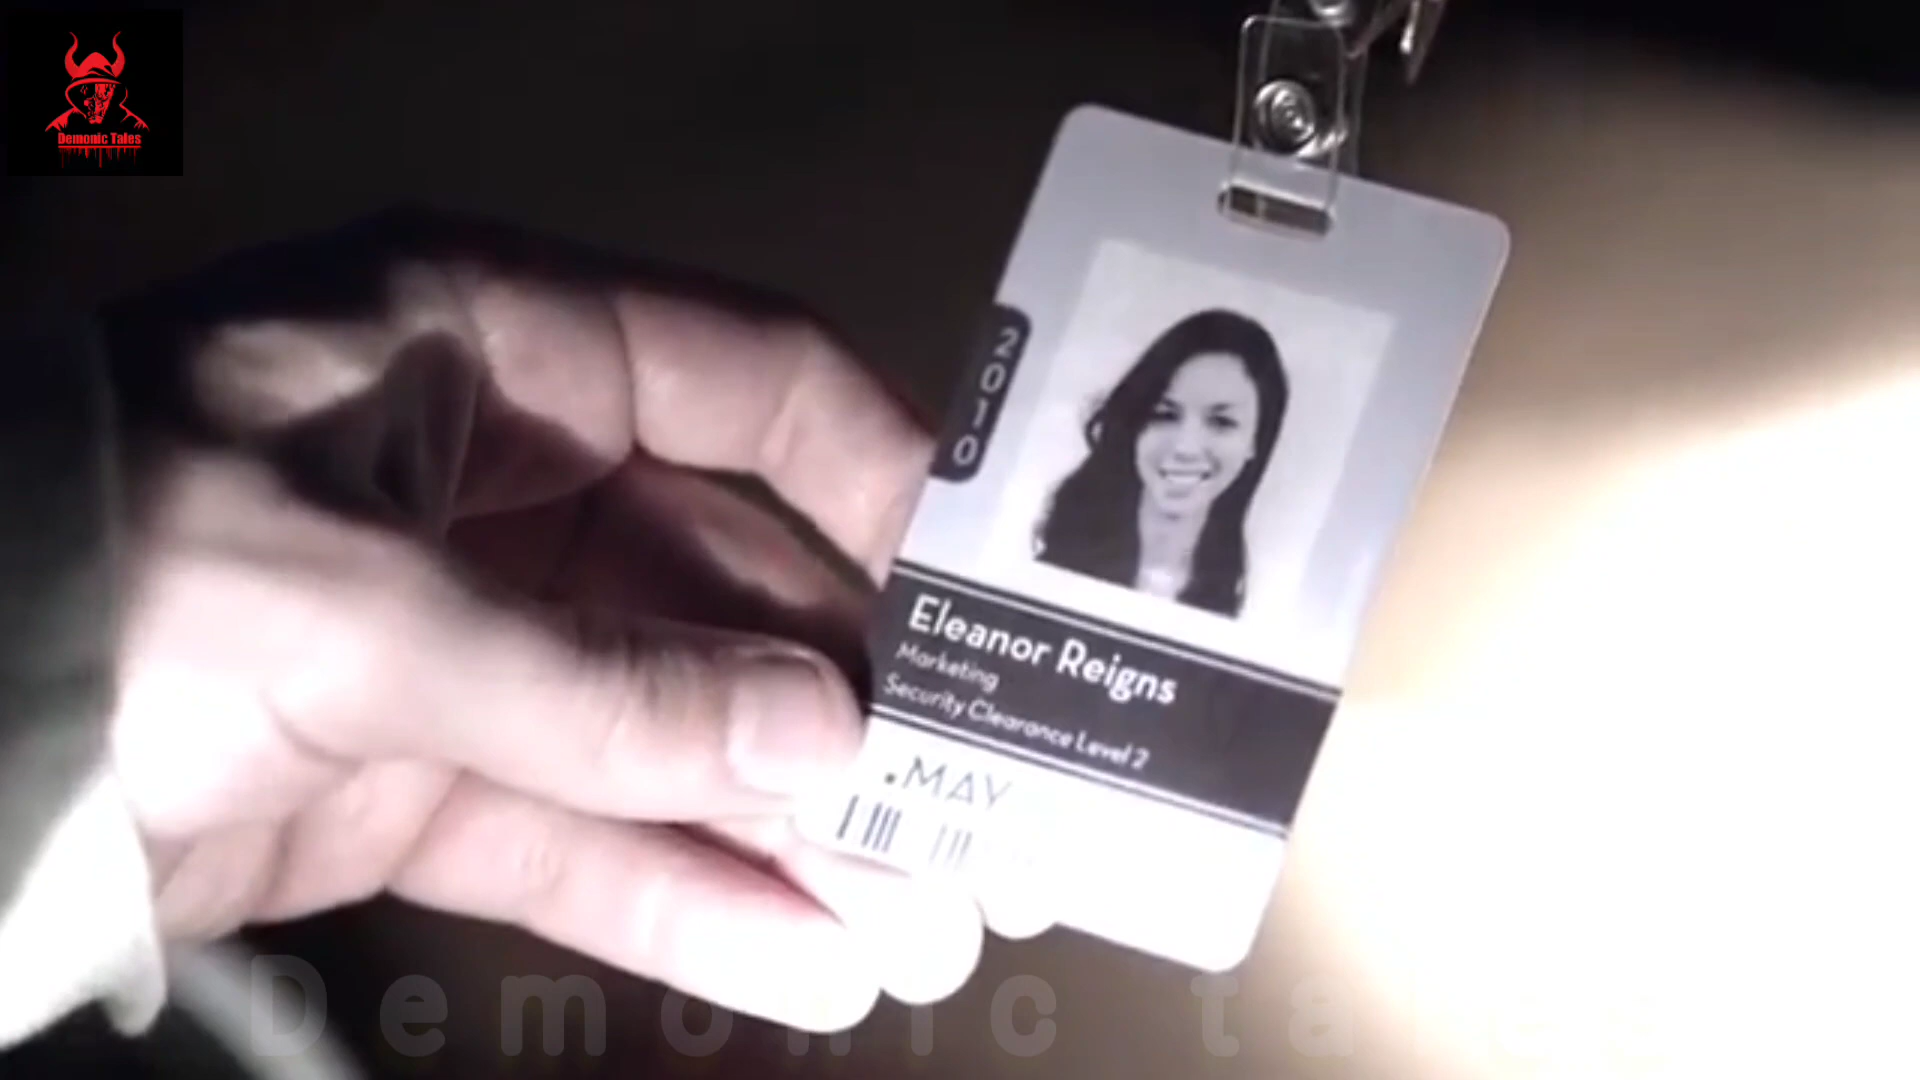 Demonic Tales
2010
Eleanor Reigns
Marketing
Security Clearance Level 2
.MAY
Demonic tales